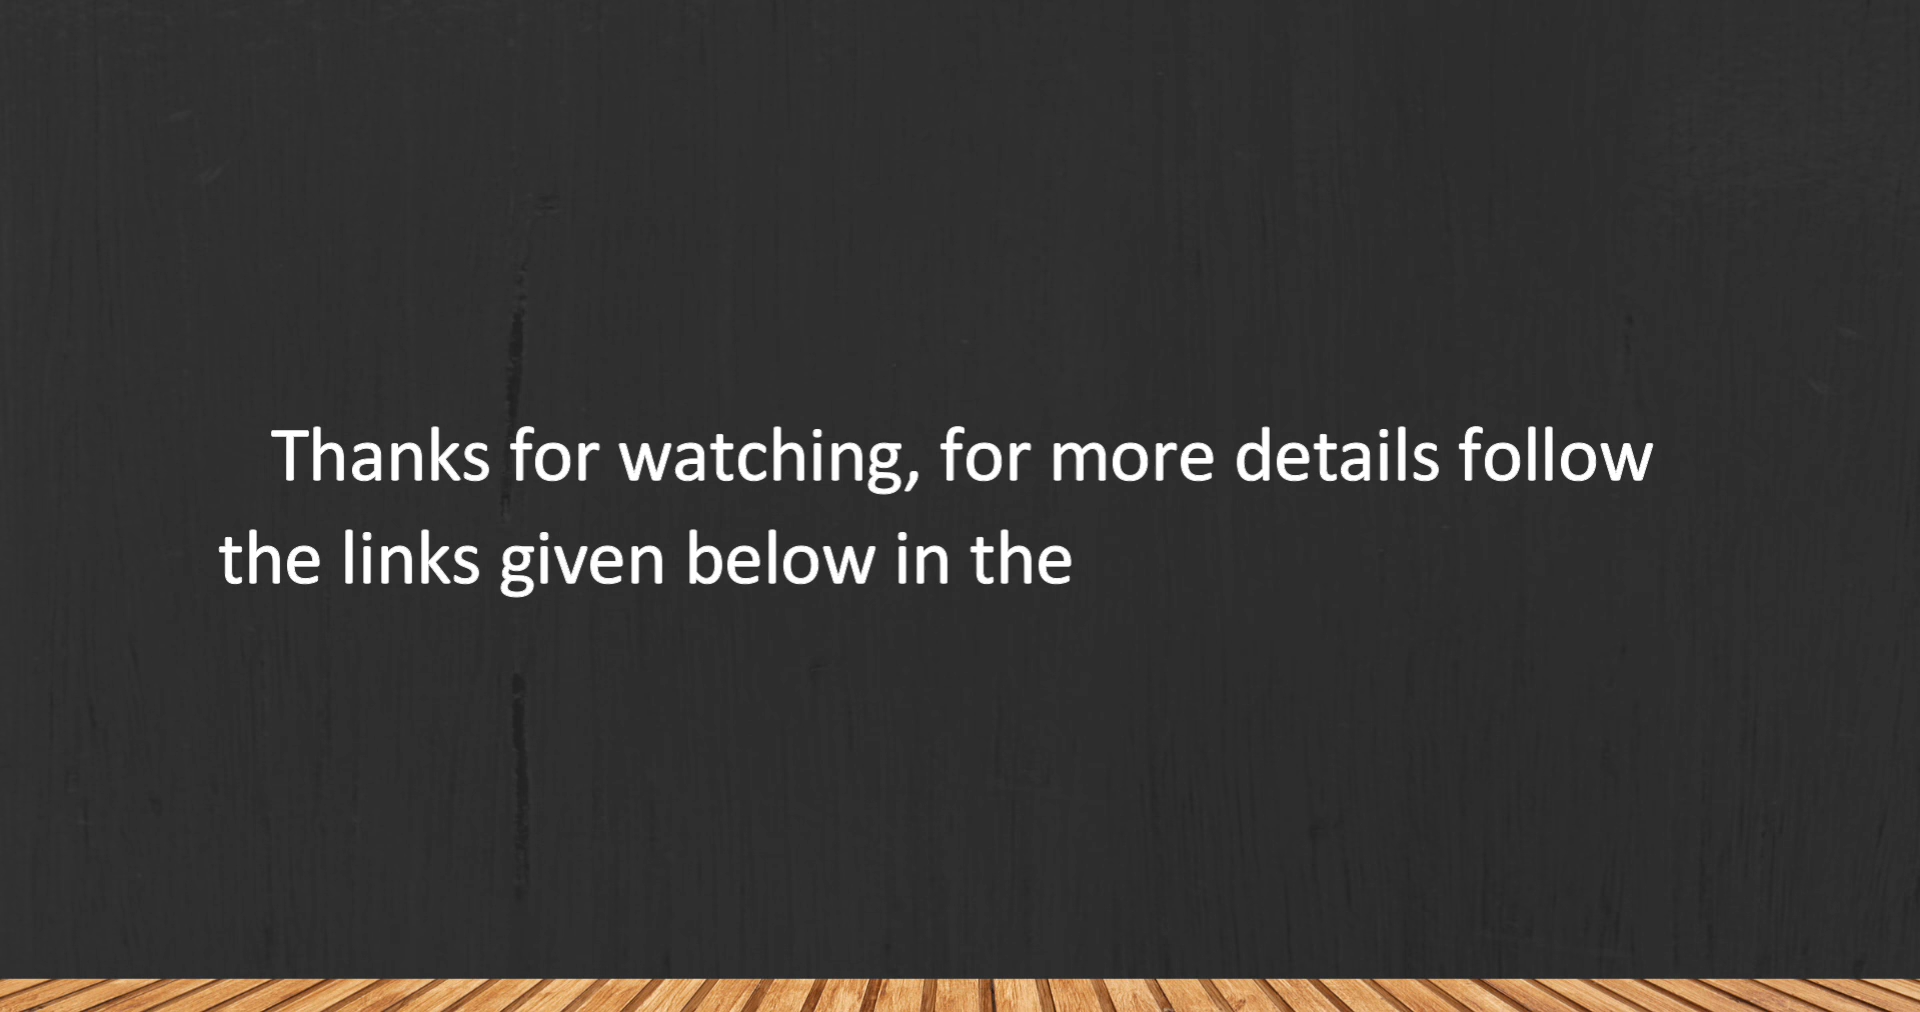 Thanks for watching, for more details follow
the links given below in the